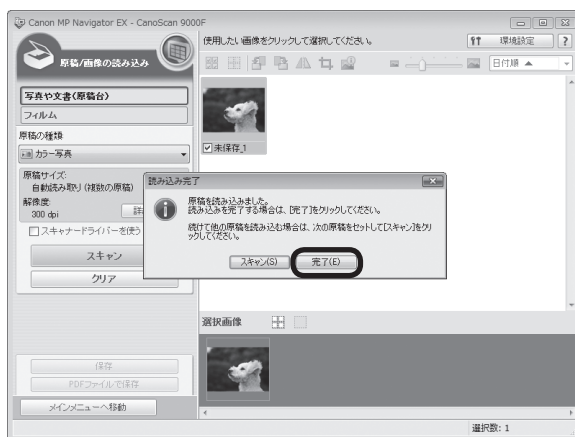 Canon MP Navigator EX - CanoScan 9000F
原稿/画像の読み込み
使用したい画像をクリックして選択してください。
環境設定
?
日付順 ▲
写真や文書(原稿台)
フィルム
原稿の種類
カラー写真
原稿サイズ:
自動読み取り (複数の原稿)
解像度:
300 dpi
スキャナードライバーを使う
スキャン
クリア
未保存_1
読み込み完了
原稿を読み込みました。
読み込みを完了する場合は、[完了]をクリックしてください。
続けて他の原稿を読み込む場合は、次の原稿をセットして[スキャン]をクリ
ックしてください。
スキャン(S)
完了(E)
選択画像
保存
PDFファイルで保存
メインメニューへ移動
選択数: 1